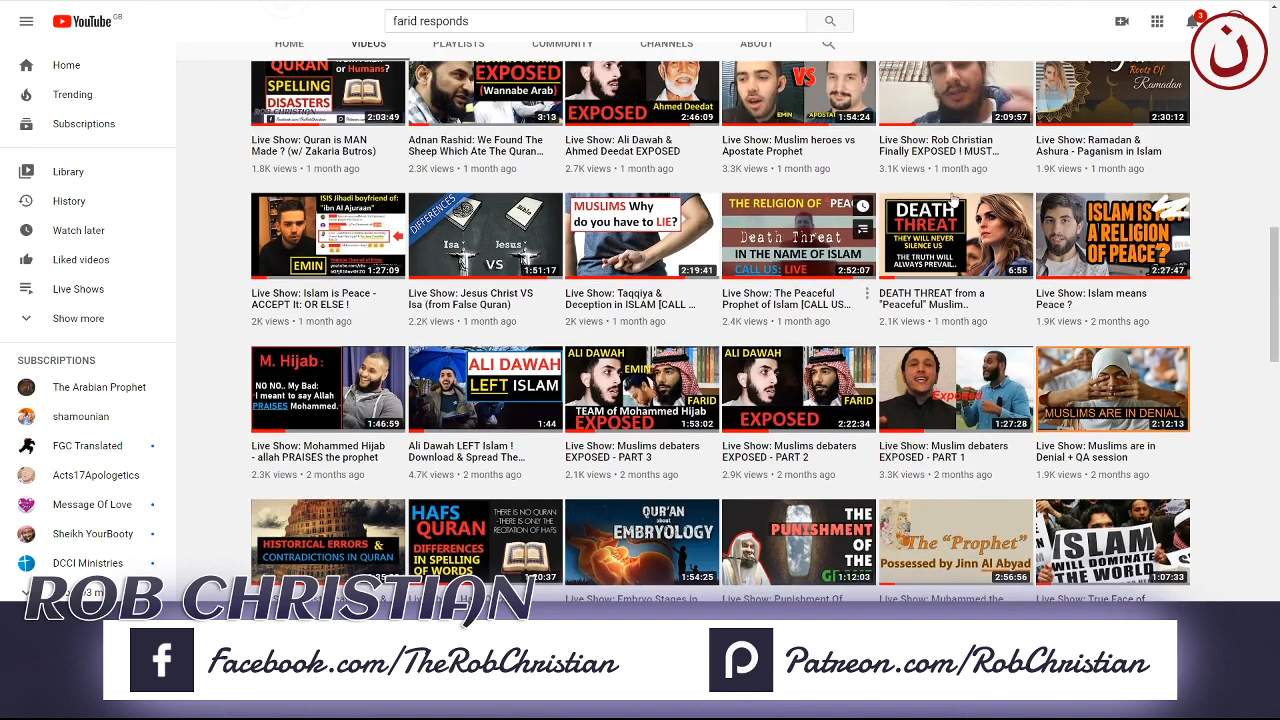 YouTube GB
farid responds
3
ن
HOME VIDEOS PLAYLISTS COMMUNITY CHANNELS ABOUT
Home
Trending
Subscriptions
Library
History
Watch later
Liked videos
Live Shows
Show more
SUBSCRIPTIONS
The Arabian Prophet
shamounian
FGC Translated
Acts17Apologetics
Message Of Love
Sheikh YourBooty
DCCI Ministries
QURAN
or Humans?
SPELLING
DISASTERS
ROB CHRISTIAN
2:03:49
EXPOSED
(Wannabe Arab)
3:13
EXPOSED
Ahmed Deedat
2:46:09
VS
EMIN
1:54:24
2:09:57
Roots Of
Ramadan
2:30:12
Live Show: Quran is MAN
Made ? (w/ Zakaria Butros)
1.8K views • 1 month ago
Adnan Rashid: We Found The
Sheep Which Ate The Quran...
2.3K views • 1 month ago
Live Show: Ali Dawah &
Ahmed Deedat EXPOSED
2.7K views • 1 month ago
Live Show: Muslim heroes vs
Apostate Prophet
3.3K views • 1 month ago
Live Show: Rob Christian
Finally EXPOSED ! MUST...
1.9K views • 1 month ago
Live Show: Ramadan &
Ashura - Paganism in Islam
1.9K views • 1 month ago
ISIS Jihadi boyfriend of:
"ibn Al Ajuraan"
EMIN
1:27:09
DIFFERENCES
Isa
VS
Jesus
1:51:17
MUSLIMS Why
do you have to LIE?
2:19:41
THE RELIGION OF PEAC
Death Threat
IN THE NAME OF ISLAM
CALL US: LIVE
2:52:07
DEATH
THREAT
THEY WILL NEVER
SILENCE US
THE TRUTH WILL
ALWAYS PREVAIL..
6:55
ISLAM IS NOT
A RELIGION
OF PEACE?
2:27:47
Live Show: Islam is Peace -
ACCEPT It: OR ELSE !
2K views • 1 month ago
Live Show: Jesus Christ VS
Isa (from False Quran)
2.2K views • 1 month ago
Live Show: Taqqiya &
Deception in ISLAM [CALL ...
2K views • 1 month ago
Live Show: The Peaceful
Prophet of Islam [CALL US...
2.4K views • 1 month ago
DEATH THREAT from a
"Peaceful" Muslim..
2.1K views • 1 month ago
Live Show: Islam means
Peace ?
1.9K views • 2 months ago
M. Hijab:
NO NO.. My Bad:
I meant to say Allah
PRAISES Mohammed.
1:46:59
ALI DAWAH
LEFT ISLAM
1:44
ALI DAWAH
EMIN
FARID
TEAM of Mohammed Hijab
EXPOSED
1:53:02
ALI DAWAH
FARID
EXPOSED
2:22:34
Exposed
1:27:28
MUSLIMS ARE IN DENIAL
2:12:13
Live Show: Mohammed Hijab
- allah PRAISES the prophet
2.3K views • 2 months ago
Ali Dawah LEFT Islam !
Download & Spread The...
4.7K views • 2 months ago
Live Show: Muslims debaters
EXPOSED - PART 3
2.1K views • 2 months ago
Live Show: Muslims debaters
EXPOSED - PART 2
2.9K views • 2 months ago
Live Show: Muslim debaters
EXPOSED - PART 1
3.3K views • 2 months ago
Live Show: Muslims are in
Denial + QA session
1.9K views • 2 months ago
HISTORICAL ERRORS &
CONTRADICTIONS IN QURAN
HAFS
QURAN
DIFFERENCES
IN SPELLING
OF WORDS
THERE IS NO QURAN
-THERE IS ONLY THE
RECITATION OF HAFS
1:20:37
QUR'AN
about
EMBRYOLOGY
1:54:25
THE
PUNISHMENT
OF
THE
1:12:03
The "Prophet"
Possessed by Jinn Al Abyad
2:56:56
ISLAM
WILL DOMINATE
THE WORLD
1:07:33
Live Show: Embryo Stages in
Live Show: Punishment Of
Live Show: Muhammed the
Live Show: True Face of
ROB CHRISTIAN
Facebook.com/TheRobChristian
Patreon.com/RobChristian